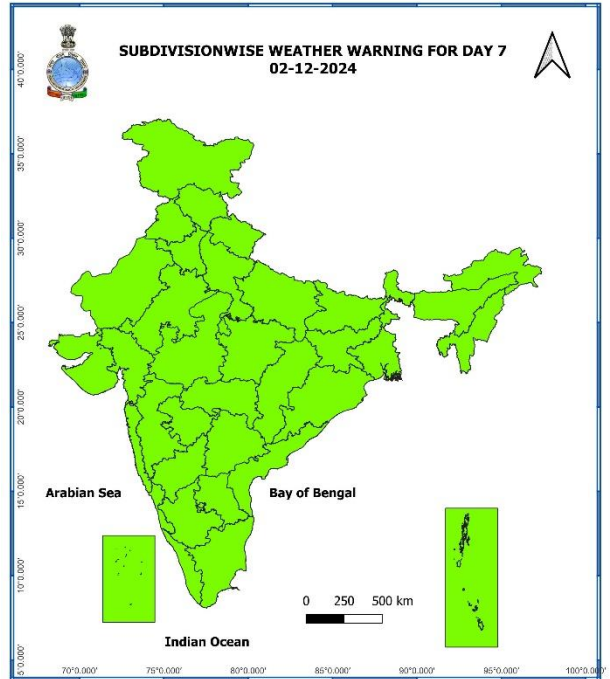 SUBDIVISIONWISE WEATHER WARNING FOR DAY 7
02-12-2024
40°0.000'
35°0.000'
30°0.000'
25°0.000'
20°0.000'
15°0.000'
10°0.000'
5°0.000'
Arabian Sea
Bay of Bengal
0 250 500 km
Indian Ocean
70°0.000' 75°0.000' 80°0.000' 85°0.000' 90°0.000' 95°0.000' 100°0.000'